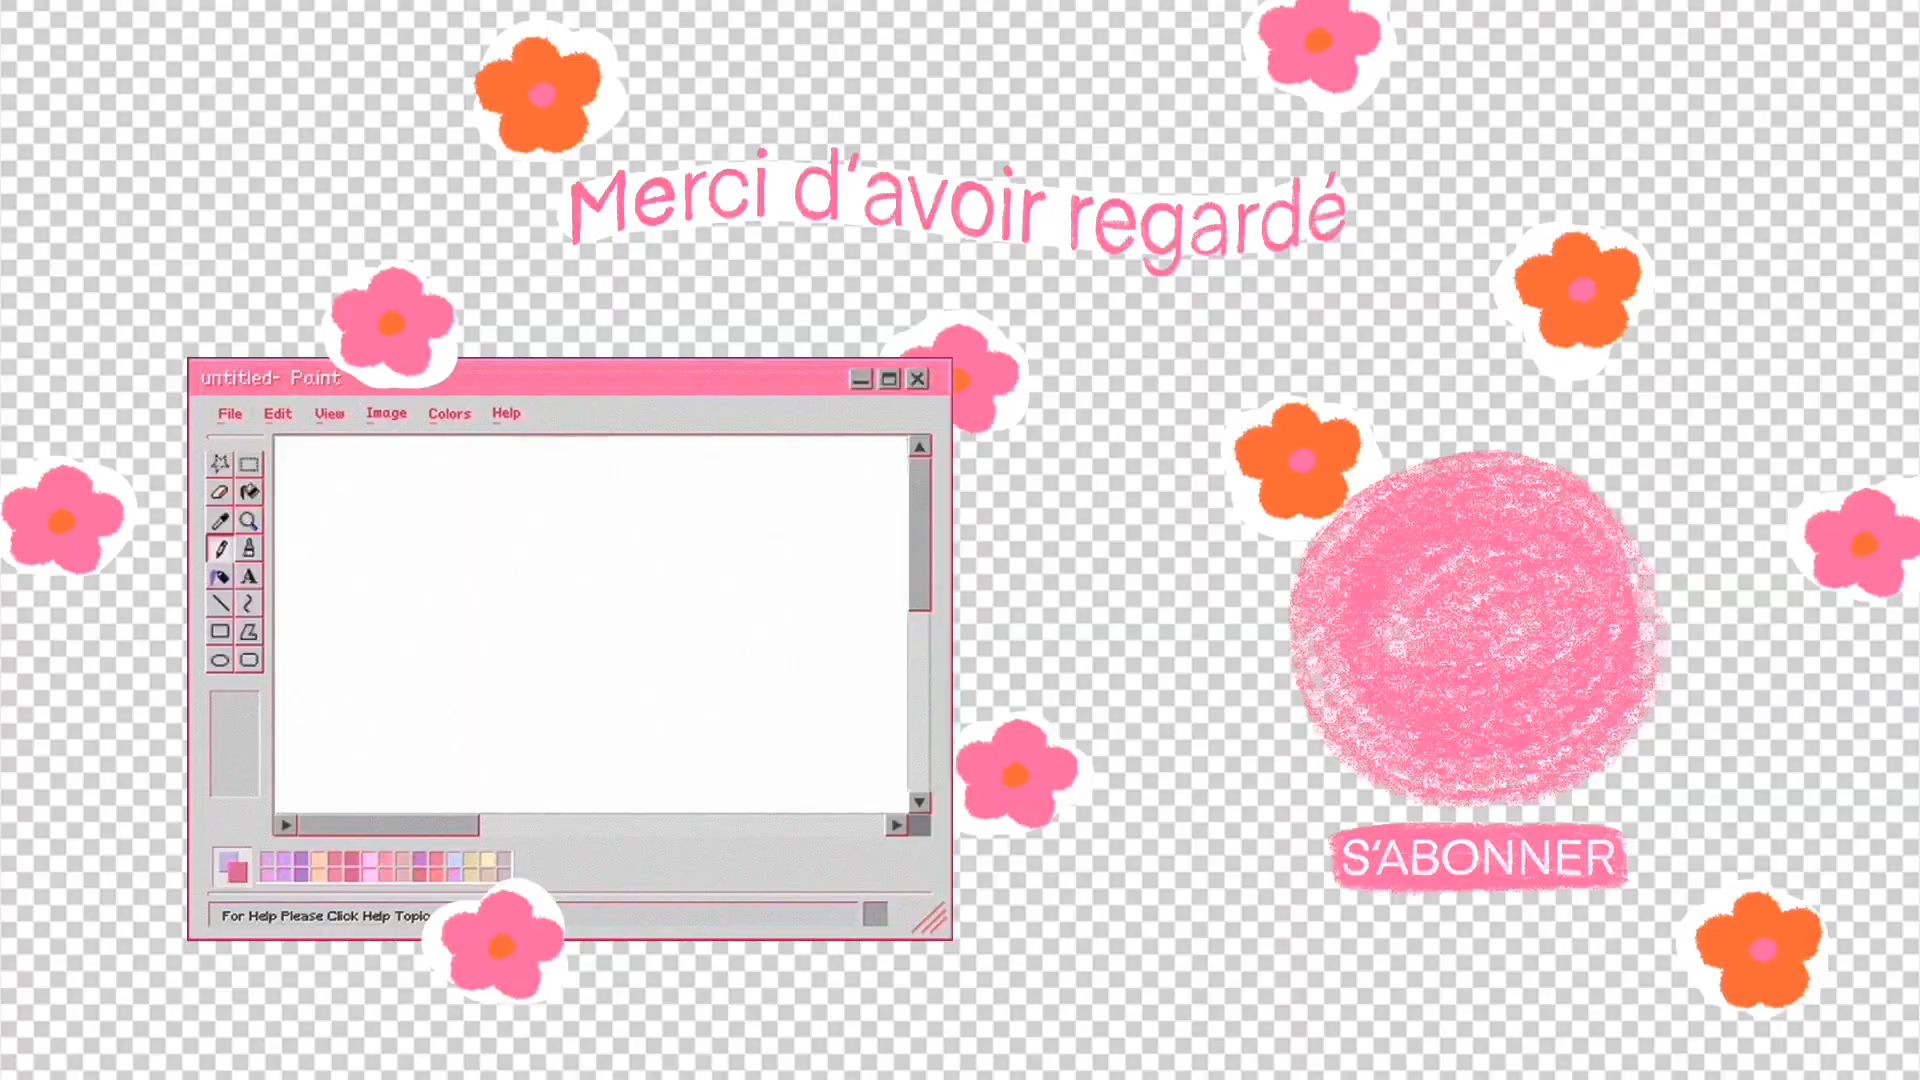 Merci d'avoir regardé
untitled- Paint
File Edit View Image Colors Help
A
For Help Please Click Help Topic
S'ABONNER